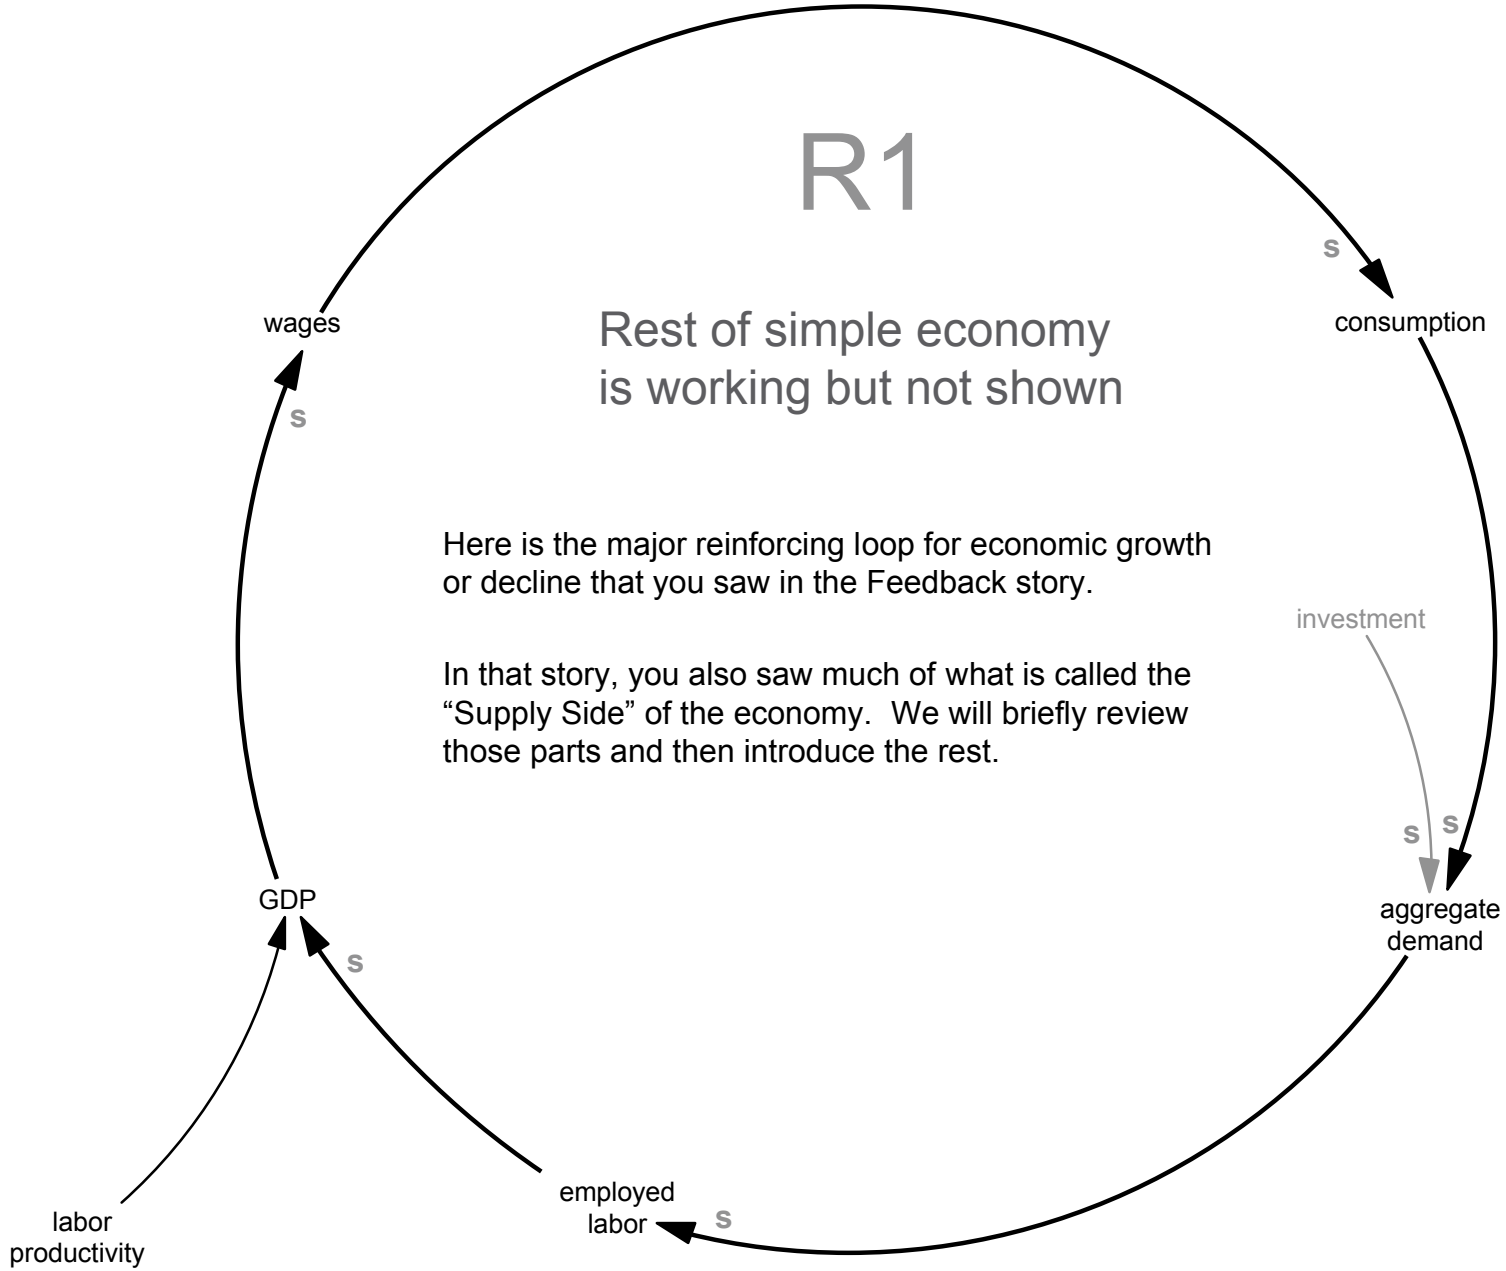 R1
s
wages
consumption
Rest of simple economy
is working but not shown
s
Here is the major reinforcing loop for economic growth
or decline that you saw in the Feedback story.
investment
In that story, you also saw much of what is called the
“Supply Side” of the economy.  We will briefly review
those parts and then introduce the rest.
s
s
GDP
aggregate
demand
s
employed
labor
s
labor
productivity